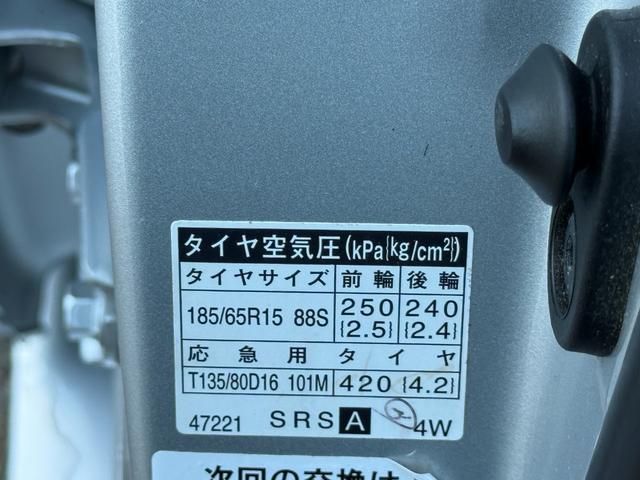 タイヤ空気圧(kPa{kg/cm²})
タイヤサイズ 前輪 後輪
185/65R15 88S 250 {2.5} 240 {2.4}
応急用タイヤ
T135/80D16 101M 420 {4.2}
47221 SRS A 4W
次回の交換は